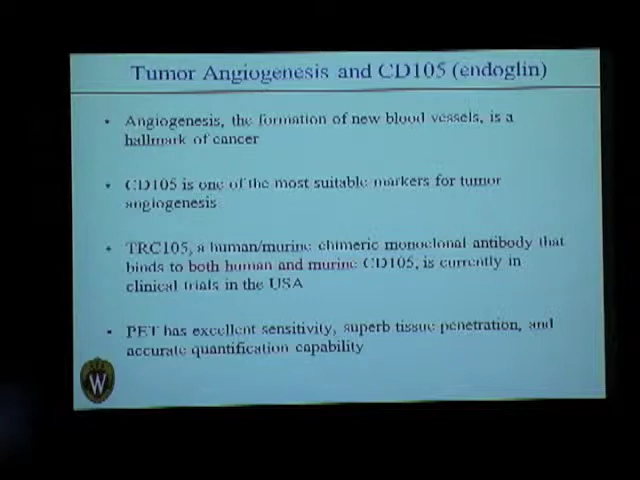 Tumor Angiogenesis and CD105 (endoglin)
• Angiogenesis, the formation of new blood vessels, is a
hallmark of cancer
• CD105 is one of the most suitable markers for tumor
angiogenesis
• TRC105, a human/murine chimeric monoclonal antibody that
binds to both human and murine CD105, is currently in
clinical trials in the USA
• PET has excellent sensitivity, superb tissue penetration, and
accurate quantification capability
W